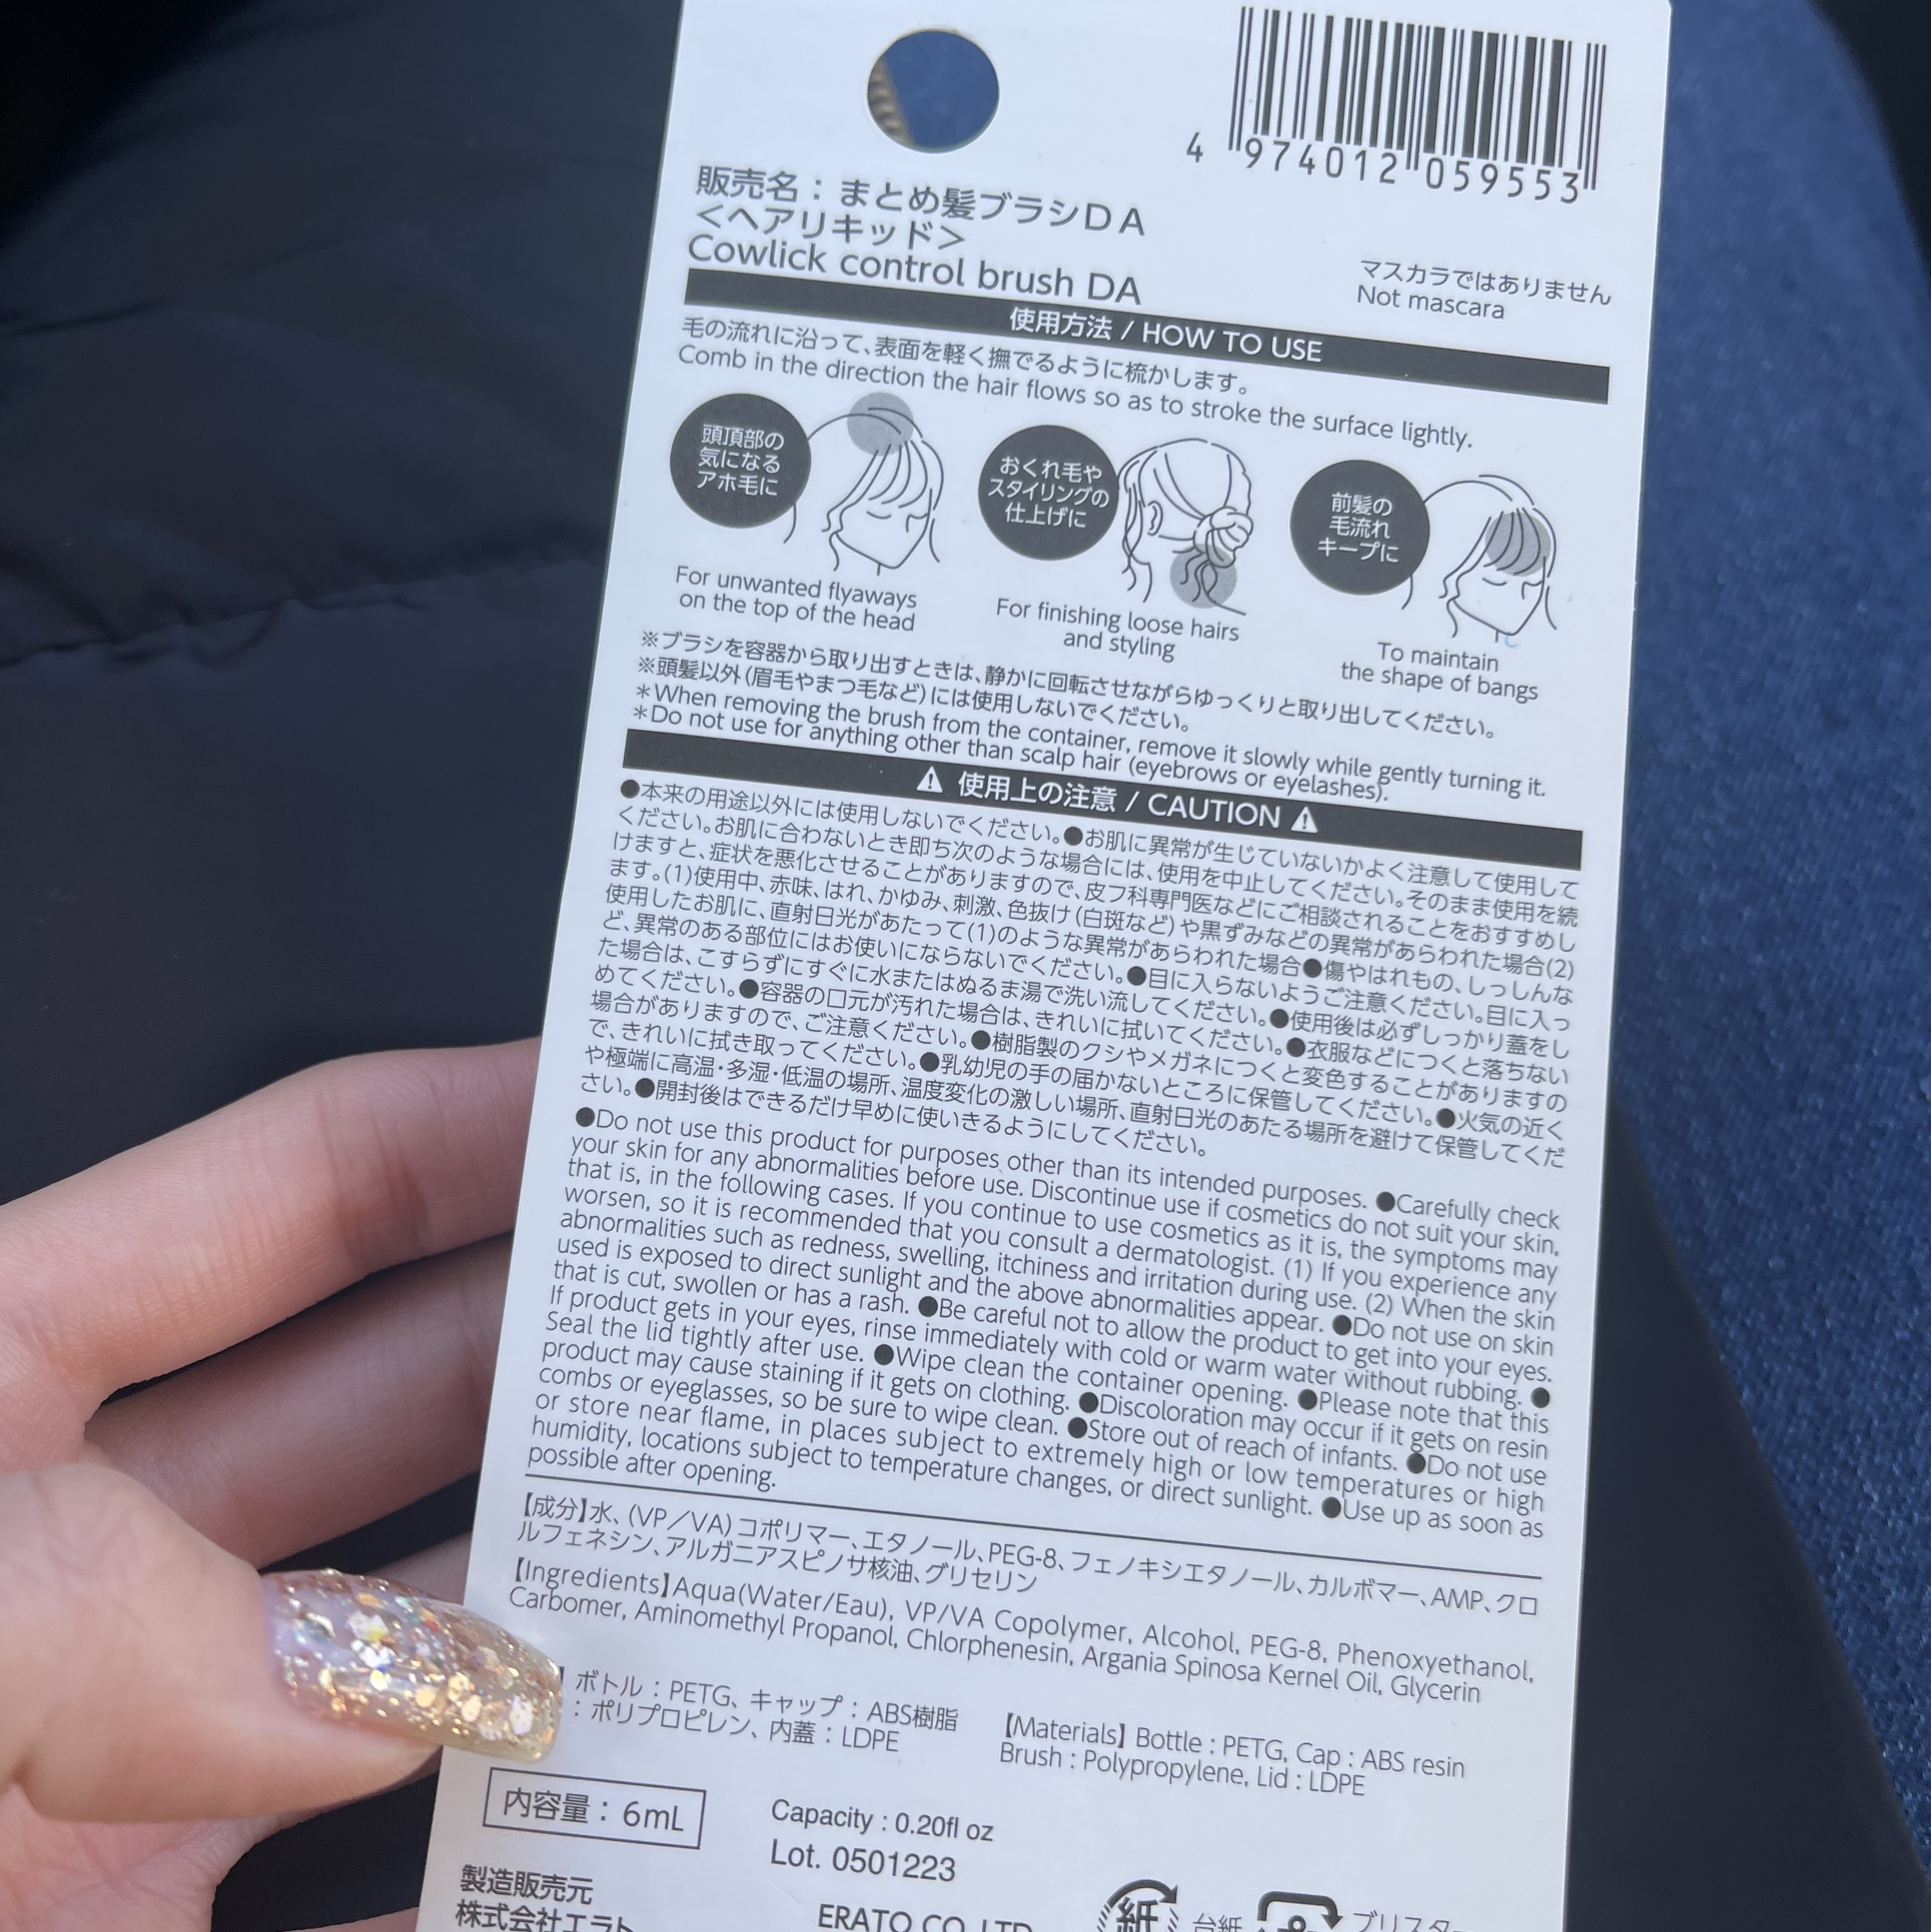 4 974012 059553
販売名：まとめ髪ブラシＤＡ
＜ヘアリキッド＞
Cowlick control brush DA
マスカラではありません
Not mascara
使用方法 / HOW TO USE
毛の流れに沿って、表面を軽く撫でるように梳かします。
Comb in the direction the hair flows so as to stroke the surface lightly.
頭頂部の
気になる
アホ毛に
For unwanted flyaways
on the top of the head
おくれ毛や
スタイリングの
仕上げに
For finishing loose hairs
and styling
前髪の
毛流れ
キープに
To maintain
the shape of bangs
※ブラシを容器から取り出すときは、静かに回転させながらゆっくりと取り出してください。
※頭髪以外（眉毛やまつ毛など）には使用しないでください。
＊When removing the brush from the container, remove it slowly while gently turning it.
＊Do not use for anything other than scalp hair (eyebrows or eyelashes).
⚠ 使用上の注意 / CAUTION ⚠
●本来の用途以外には使用しないでください。●お肌に異常が生じていないかよく注意して使用して
ください。お肌に合わないとき即ち次のような場合には、使用を中止してください。そのまま使用を続
けますと、症状を悪化させることがありますので、皮フ科専門医などにご相談されることをおすすめし
ます。(1)使用中、赤味、はれ、かゆみ、刺激、色抜け（白斑など）や黒ずみなどの異常があらわれた場合(2)
使用したお肌に、直射日光があたって(1)のような異常があらわれた場合●傷やはれもの、しっしんな
ど、異常のある部位にはお使いにならないでください。●目に入らないようご注意ください。目に入っ
た場合は、こすらずにすぐに水またはぬるま湯で洗い流してください。●使用後は必ずしっかり蓋をし
めてください。●容器の口元が汚れた場合は、きれいに拭いてください。●衣服などにつくと落ちない
場合がありますので、ご注意ください。●樹脂製のクシやメガネにつくと変色することがありますの
で、きれいに拭き取ってください。●乳幼児の手の届かないところに保管してください。●火気の近く
や極端に高温・多湿・低温の場所、温度変化の激しい場所、直射日光のあたる場所を避けて保管してくだ
さい。●開封後はできるだけ早めに使いきるようにしてください。
●Do not use this product for purposes other than its intended purposes. ●Carefully check
your skin for any abnormalities before use. Discontinue use if cosmetics do not suit your skin,
that is, in the following cases. If you continue to use cosmetics as it is, the symptoms may
worsen, so it is recommended that you consult a dermatologist. (1) If you experience any
abnormalities such as redness, swelling, itchiness and irritation during use. (2) When the skin
used is exposed to direct sunlight and the above abnormalities appear. ●Do not use on skin
that is cut, swollen or has a rash. ●Be careful not to allow the product to get into your eyes.
If product gets in your eyes, rinse immediately with cold or warm water without rubbing. ●
Seal the lid tightly after use. ●Wipe clean the container opening. ●Please note that this
product may cause staining if it gets on clothing. ●Discoloration may occur if it gets on resin
combs or eyeglasses, so be sure to wipe clean. ●Store out of reach of infants. ●Do not use
or store near flame, in places subject to extremely high or low temperatures or high
humidity, locations subject to temperature changes, or direct sunlight. ●Use up as soon as
possible after opening.
【成分】水、(VP／VA)コポリマー、エタノール、PEG-8、フェノキシエタノール、カルボマー、AMP、クロ
ルフェネシン、アルガニアスピノサ核油、グリセリン
【Ingredients】Aqua(Water/Eau), VP/VA Copolymer, Alcohol, PEG-8, Phenoxyethanol,
Carbomer, Aminomethyl Propanol, Chlorphenesin, Argania Spinosa Kernel Oil, Glycerin
】ボトル：PETG、キャップ：ABS樹脂
：ポリプロピレン、内蓋：LDPE
【Materials】Bottle : PETG, Cap : ABS resin
Brush : Polypropylene, Lid : LDPE
内容量：6mL
Capacity : 0.20fl oz
Lot. 0501223
製造販売元
株式会社エラト
ERATO CO.,LTD.
紙 台紙
プ ブリスター